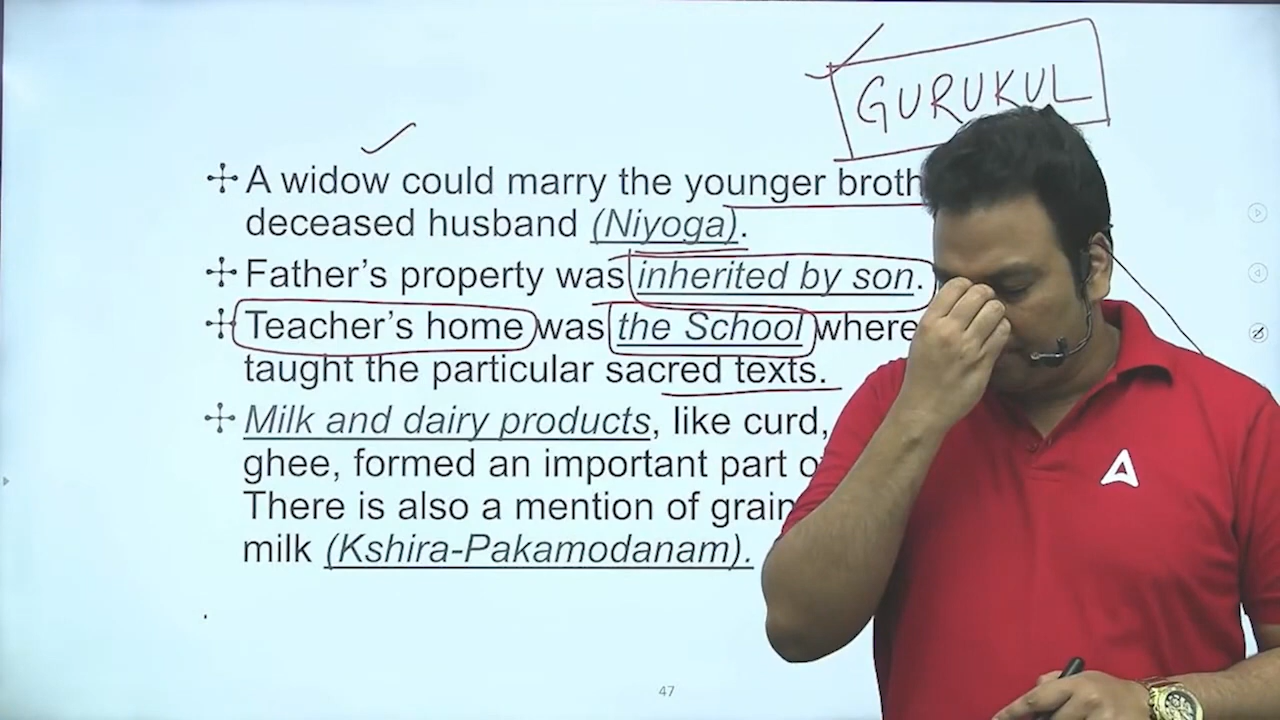 GURUKUL
A widow could marry the younger broth
deceased husband (Niyoga).
Father's property was inherited by son.
Teacher's home was the School where
taught the particular sacred texts.
Milk and dairy products, like curd,
ghee, formed an important part o
There is also a mention of grain
milk (Kshira-Pakamodanam).
47